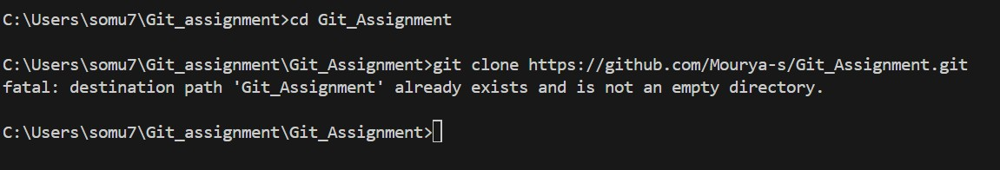 C:\Users\somu7\Git_assignment>cd Git_Assignment
C:\Users\somu7\Git_assignment\Git_Assignment>git clone https://github.com/Mourya-s/Git_Assignment.git
fatal: destination path 'Git_Assignment' already exists and is not an empty directory.
C:\Users\somu7\Git_assignment\Git_Assignment>